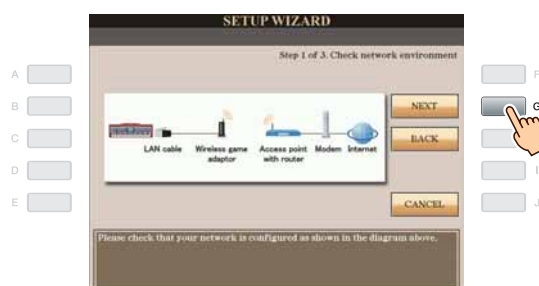 SETUP WIZARD
Step 1 of 3. Check network environment
A
B
C
D
E
F
G
I
J
NEXT
BACK
CANCEL
LAN cable
Wireless game adaptor
Access point with router
Modem
Internet
Please check that your network is configured as shown in the diagram above.